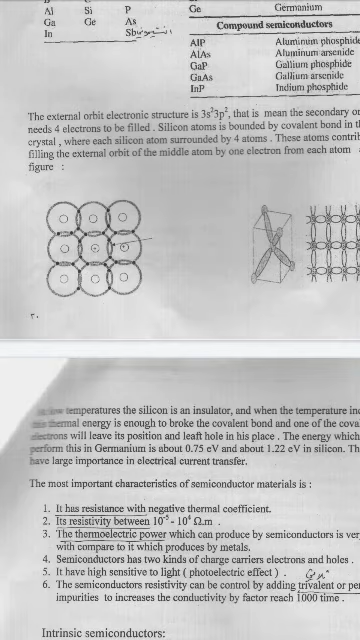 Al Si P
Ga Ge As
In Sb
Ge Germanium
Compound semiconductors
AlP Aluminum phosphide
AlAs Aluminum arsenide
GaP Gallium phosphide
GaAs Gallium arsenide
InP Indium phosphide
The external orbit electronic structure is 3s²3p², that is mean the secondary or
needs 4 electrons to be filled . Silicon atoms is bounded by covalent bond in th
crystal , where each silicon atom surrounded by 4 atoms . These atoms contrib
filling the external orbit of the middle atom by one electron from each atom
figure :
٢٠
temperatures the silicon is an insulator, and when the temperature inc
thermal energy is enough to broke the covalent bond and one of the cova
electrons will leave its position and leaft hole in his place . The energy which
perform this in Germanium is about 0.75 eV and about 1.22 eV in silicon. Th
have large importance in electrical current transfer.
The most important characteristics of semiconductor materials is :
1. It has resistance with negative thermal coefficient.
2. Its resistivity between 10⁻⁵ - 10⁴ Ω.m .
3. The thermoelectric power which can produce by semiconductors is ver
with compare to it which produces by metals.
4. Semiconductors has two kinds of charge carriers electrons and holes .
5. It have high sensitive to light ( photoelectric effect ) .
6. The semiconductors resistivity can be control by adding trivalent or per
impurities to increases the conductivity by factor reach 1000 time .
Intrinsic semiconductors: